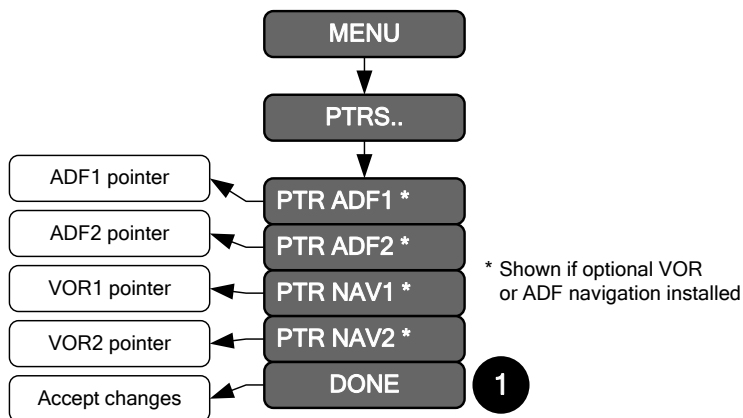 MENU
PTRS..
ADF1 pointer
PTR ADF1 *
ADF2 pointer
PTR ADF2 *
VOR1 pointer
PTR NAV1 *
VOR2 pointer
PTR NAV2 *
Accept changes
DONE
1
* Shown if optional VOR
or ADF navigation installed